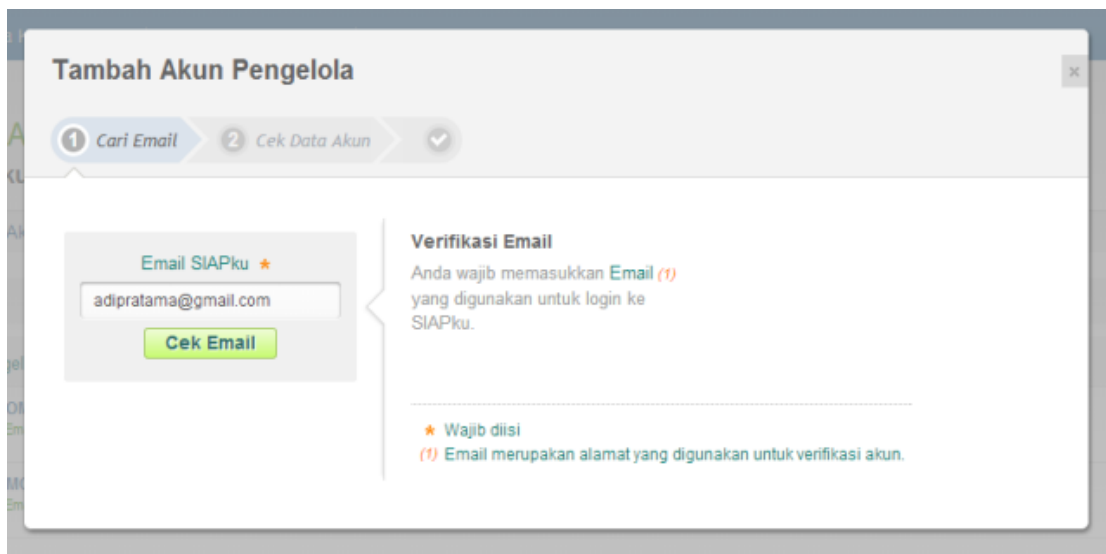 Tambah Akun Pengelola
×
1 Cari Email
2 Cek Data Akun
Email SIAPku *
adipratama@gmail.com
Cek Email
Verifikasi Email
Anda wajib memasukkan Email (1)
yang digunakan untuk login ke
SIAPku.
* Wajib diisi
(1) Email merupakan alamat yang digunakan untuk verifikasi akun.